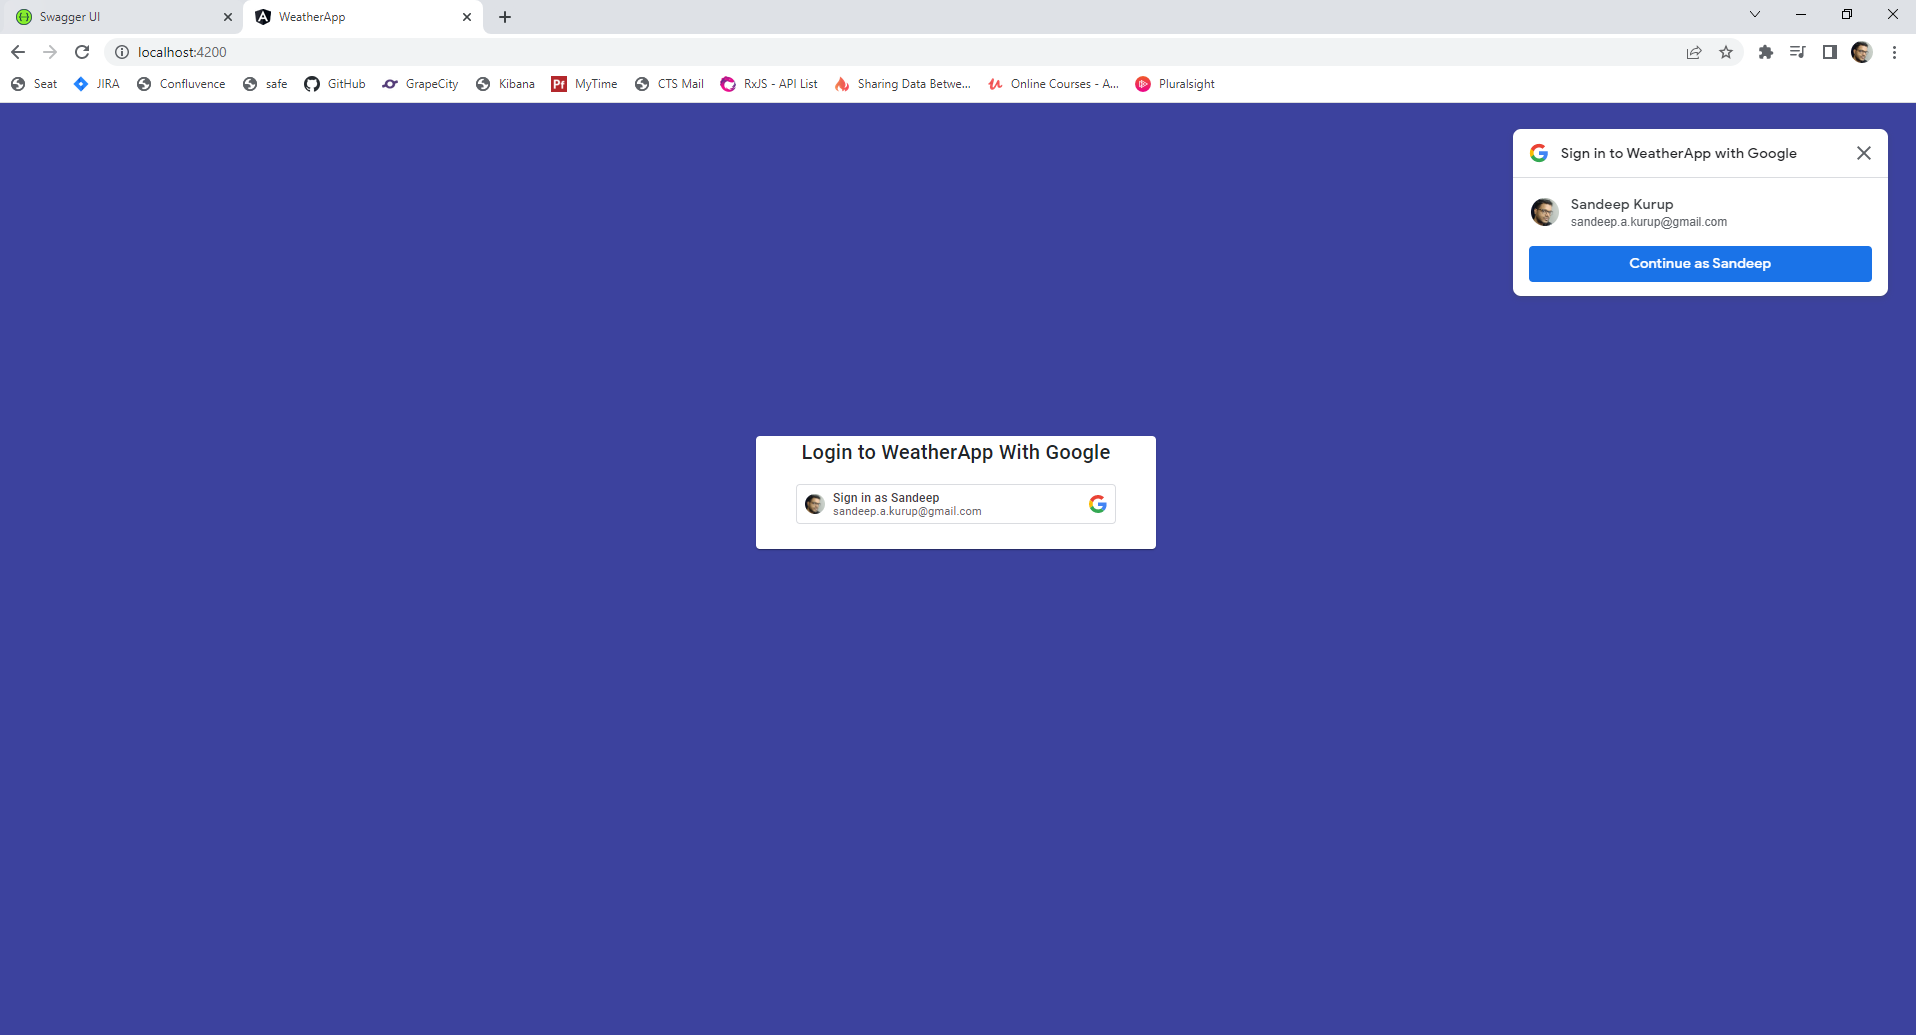 Swagger UI
WeatherApp
localhost:4200
Seat JIRA Confluvence safe GitHub GrapeCity Kibana Pf MyTime CTS Mail RxJS - API List Sharing Data Betwe... Online Courses - A... Pluralsight
Sign in to WeatherApp with Google
Sandeep Kurup
sandeep.a.kurup@gmail.com
Continue as Sandeep
Login to WeatherApp With Google
Sign in as Sandeep
sandeep.a.kurup@gmail.com